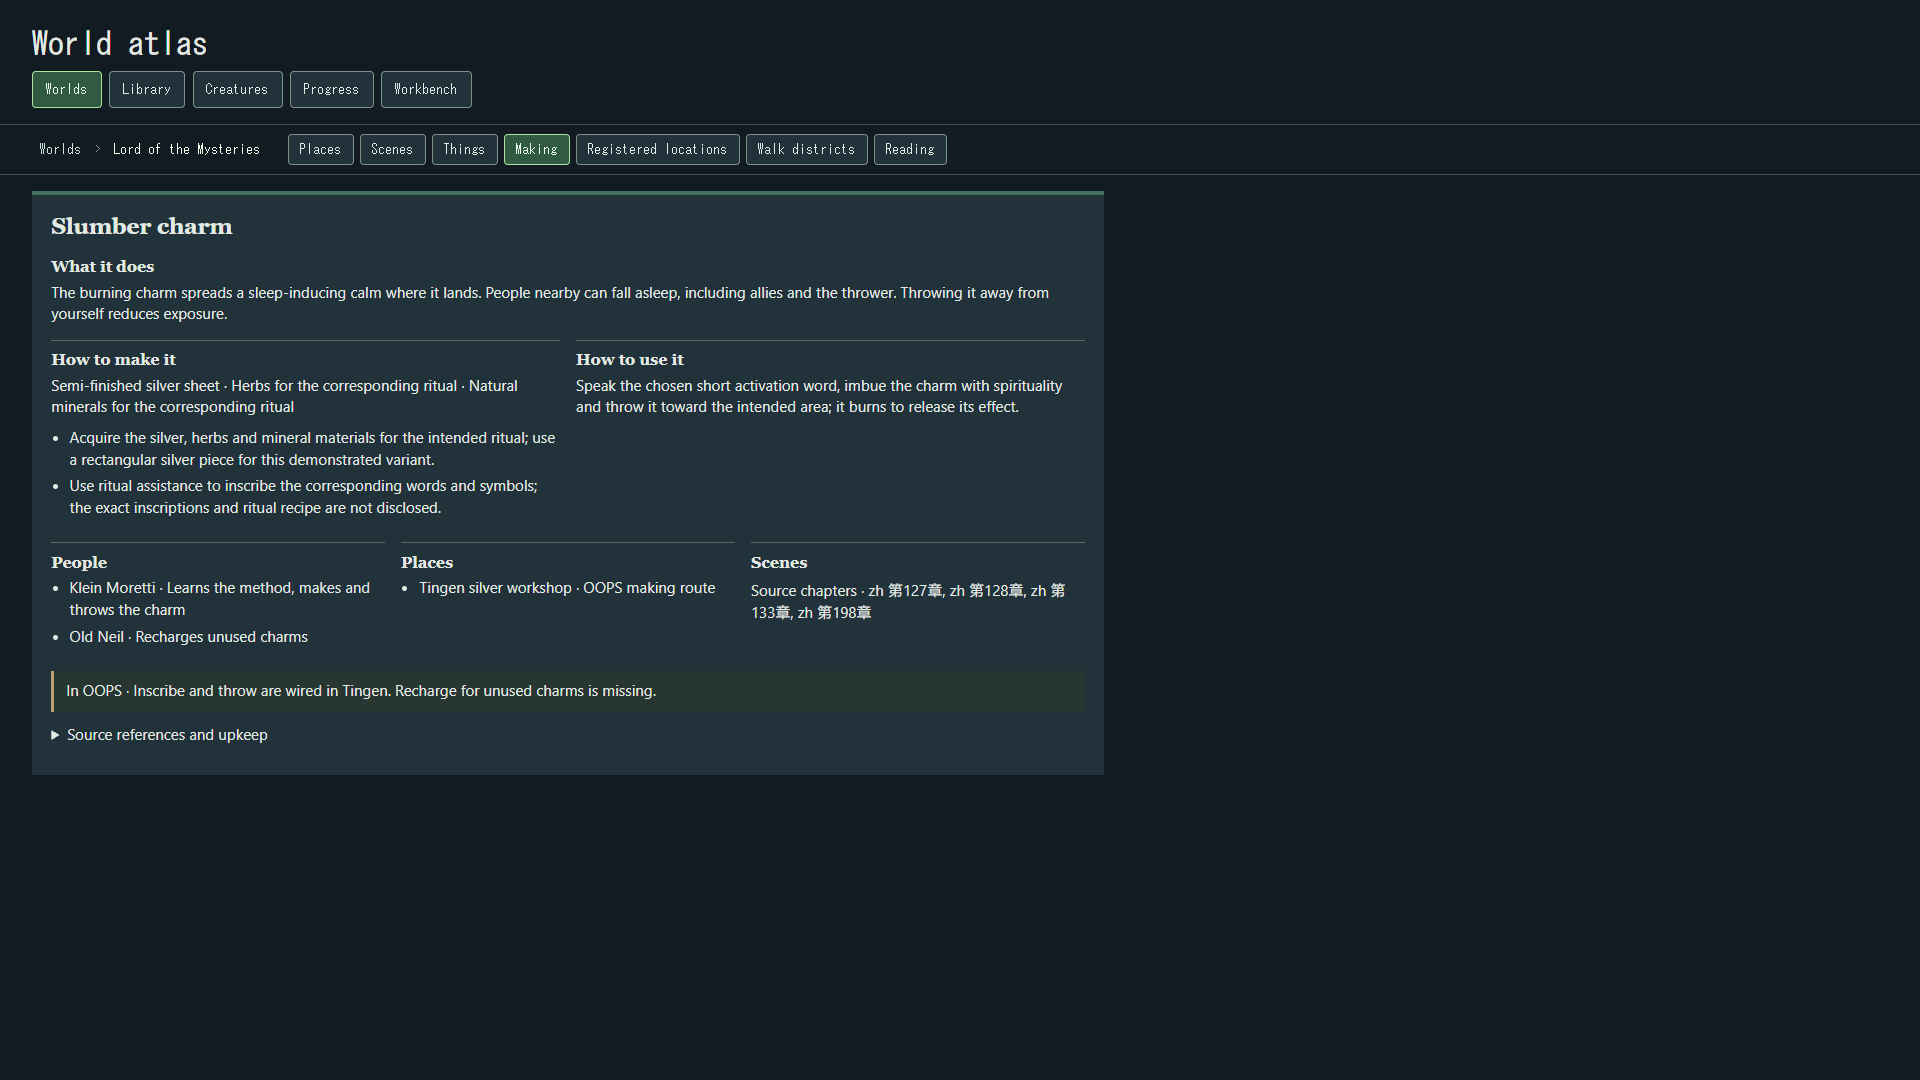 World atlas
Worlds Library Creatures Progress Workbench
Worlds > Lord of the Mysteries Places Scenes Things Making Registered locations Walk districts Reading
Slumber charm
What it does
The burning charm spreads a sleep-inducing calm where it lands. People nearby can fall asleep, including allies and the thrower. Throwing it away from
yourself reduces exposure.
How to make it
Semi-finished silver sheet · Herbs for the corresponding ritual · Natural
minerals for the corresponding ritual
• Acquire the silver, herbs and mineral materials for the intended ritual; use
a rectangular silver piece for this demonstrated variant.
• Use ritual assistance to inscribe the corresponding words and symbols;
the exact inscriptions and ritual recipe are not disclosed.
How to use it
Speak the chosen short activation word, imbue the charm with spirituality
and throw it toward the intended area; it burns to release its effect.
People
• Klein Moretti · Learns the method, makes and
throws the charm
• Old Neil · Recharges unused charms
Places
• Tingen silver workshop · OOPS making route
Scenes
Source chapters · zh 第127章, zh 第128章, zh 第
133章, zh 第198章
In OOPS · Inscribe and throw are wired in Tingen. Recharge for unused charms is missing.
▶ Source references and upkeep